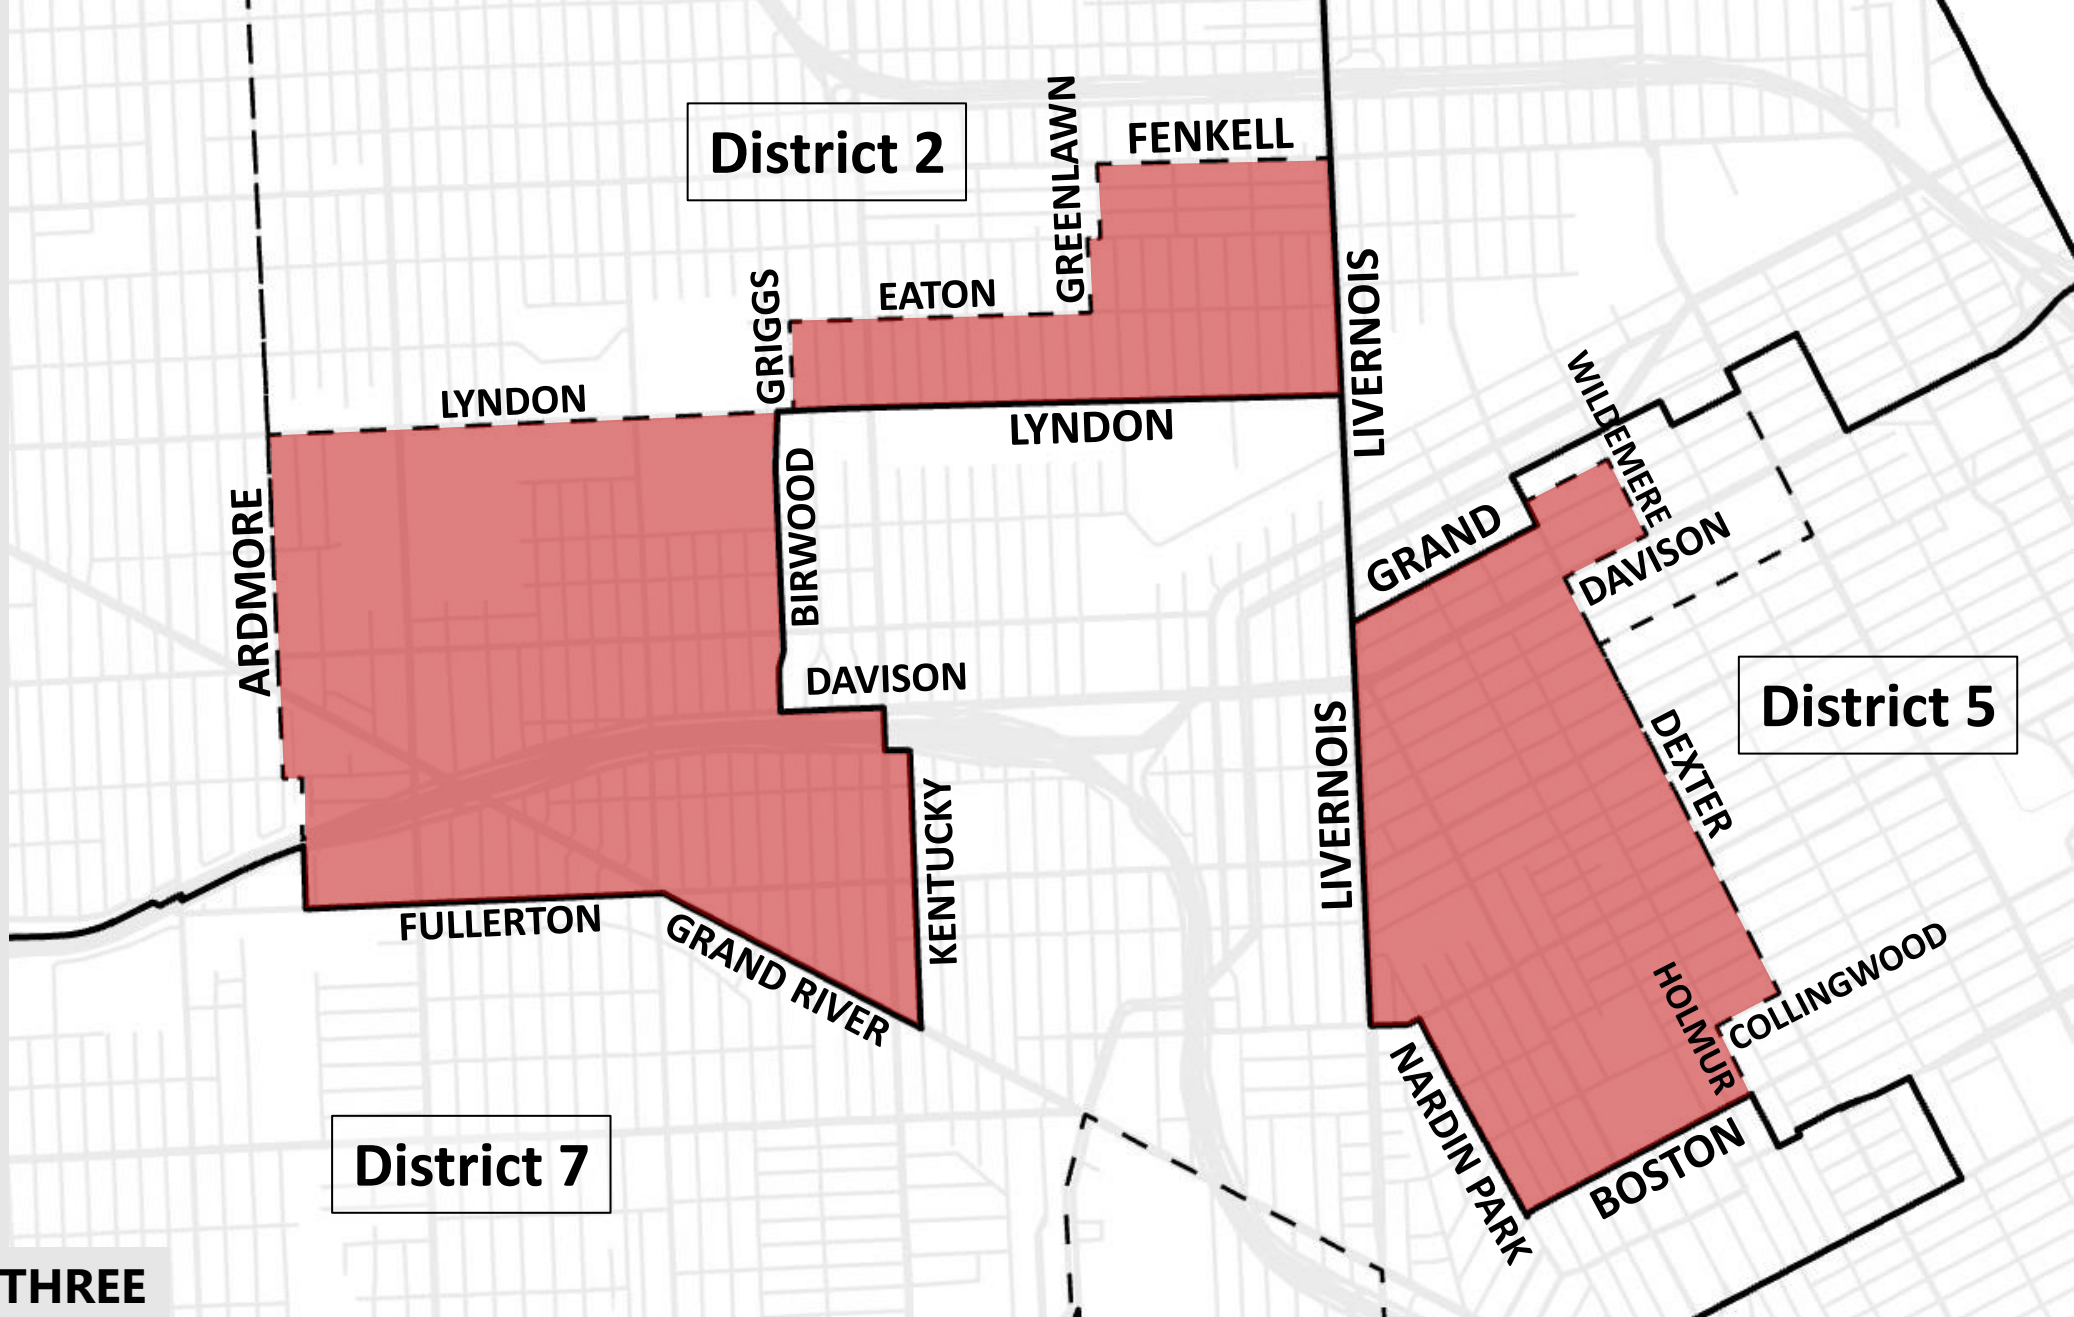 GREENLAWN
FENKELL
District 2
GRIGGS
EATON
LIVERNOIS
WILDEMERE
LYNDON
LYNDON
BIRWOOD
ARDMORE
GRAND
DAVISON
DAVISON
District 5
LIVERNOIS
DEXTER
KENTUCKY
FULLERTON
GRAND RIVER
HOLMUR
COLLINGWOOD
NARDIN PARK
BOSTON
District 7
THREE